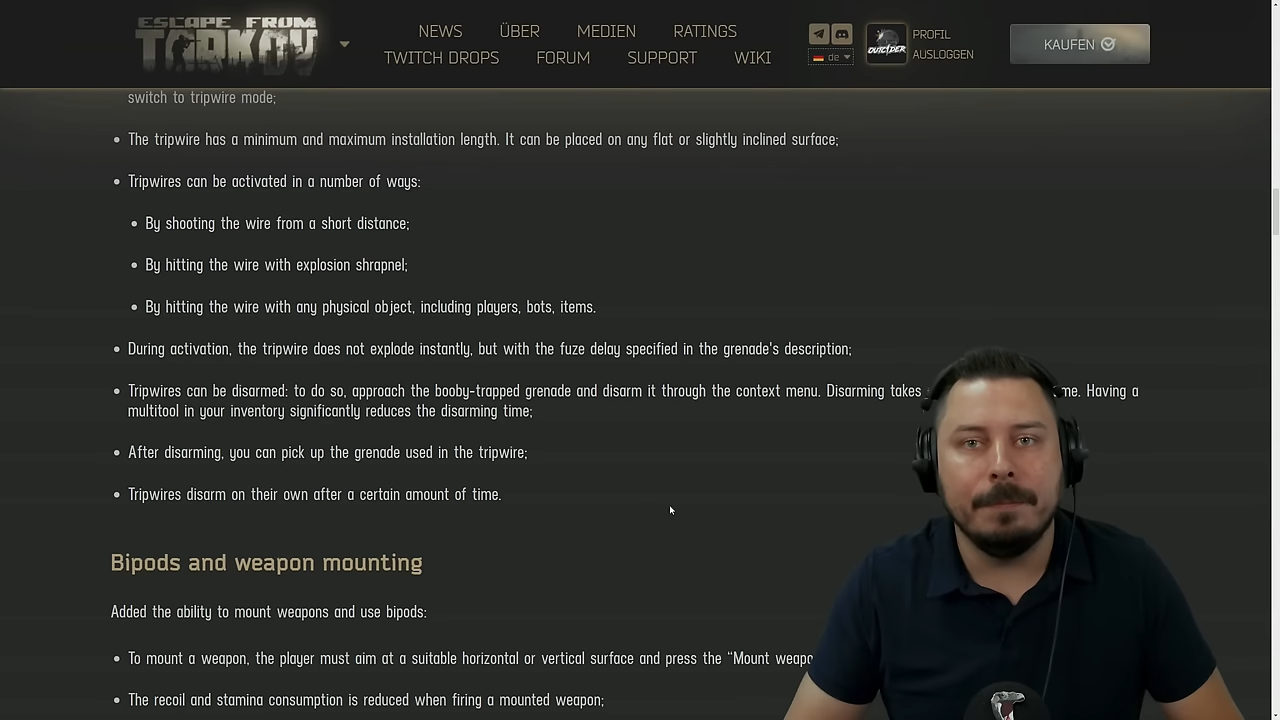 ESCAPE FROM
TARKOV
NEWS
ÜBER
MEDIEN
RATINGS
TWITCH DROPS
FORUM
SUPPORT
WIKI
de
OUTCIDER
PROFIL
AUSLOGGEN
KAUFEN
switch to tripwire mode;
The tripwire has a minimum and maximum installation length. It can be placed on any flat or slightly inclined surface;
Tripwires can be activated in a number of ways:
By shooting the wire from a short distance;
By hitting the wire with explosion shrapnel;
By hitting the wire with any physical object, including players, bots, items.
During activation, the tripwire does not explode instantly, but with the fuze delay specified in the grenade's description;
Tripwires can be disarmed: to do so, approach the booby-trapped grenade and disarm it through the context menu. Disarming takes Having a
multitool in your inventory significantly reduces the disarming time;
After disarming, you can pick up the grenade used in the tripwire;
Tripwires disarm on their own after a certain amount of time.
Bipods and weapon mounting
Added the ability to mount weapons and use bipods:
To mount a weapon, the player must aim at a suitable horizontal or vertical surface and press the “Mount weapo
The recoil and stamina consumption is reduced when firing a mounted weapon;